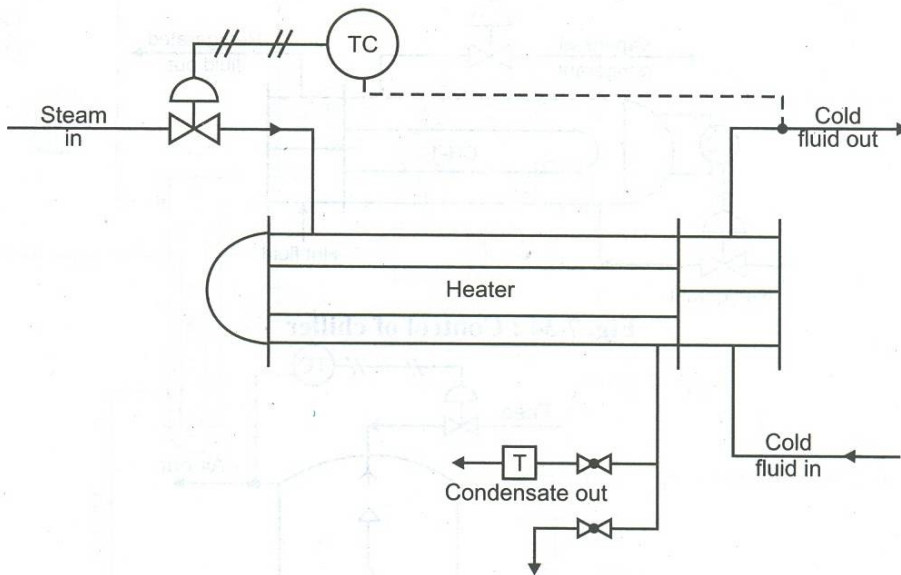 TC
Steam
in
Cold
fluid out
Heater
Cold
fluid in
T
Condensate out